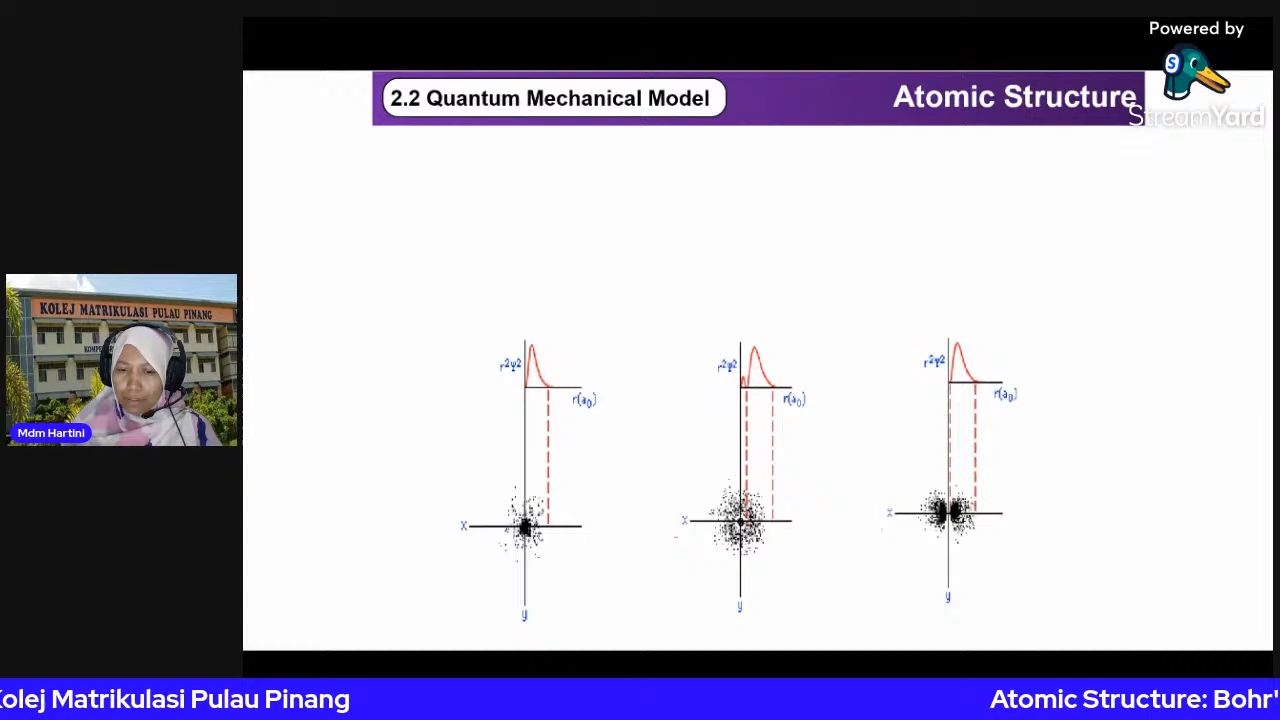 Powered by
S
StreamYard
2.2 Quantum Mechanical Model
Atomic Structure
KOLEJ MATRIKULASI PULAU PINANG
Mdm Hartini
r²Ψ²
r(a₀)
x
y
r²Ψ²
r(a₀)
x
y
r²Ψ²
r(a₀)
x
y
Kolej Matrikulasi Pulau Pinang
Atomic Structure: Bohr'